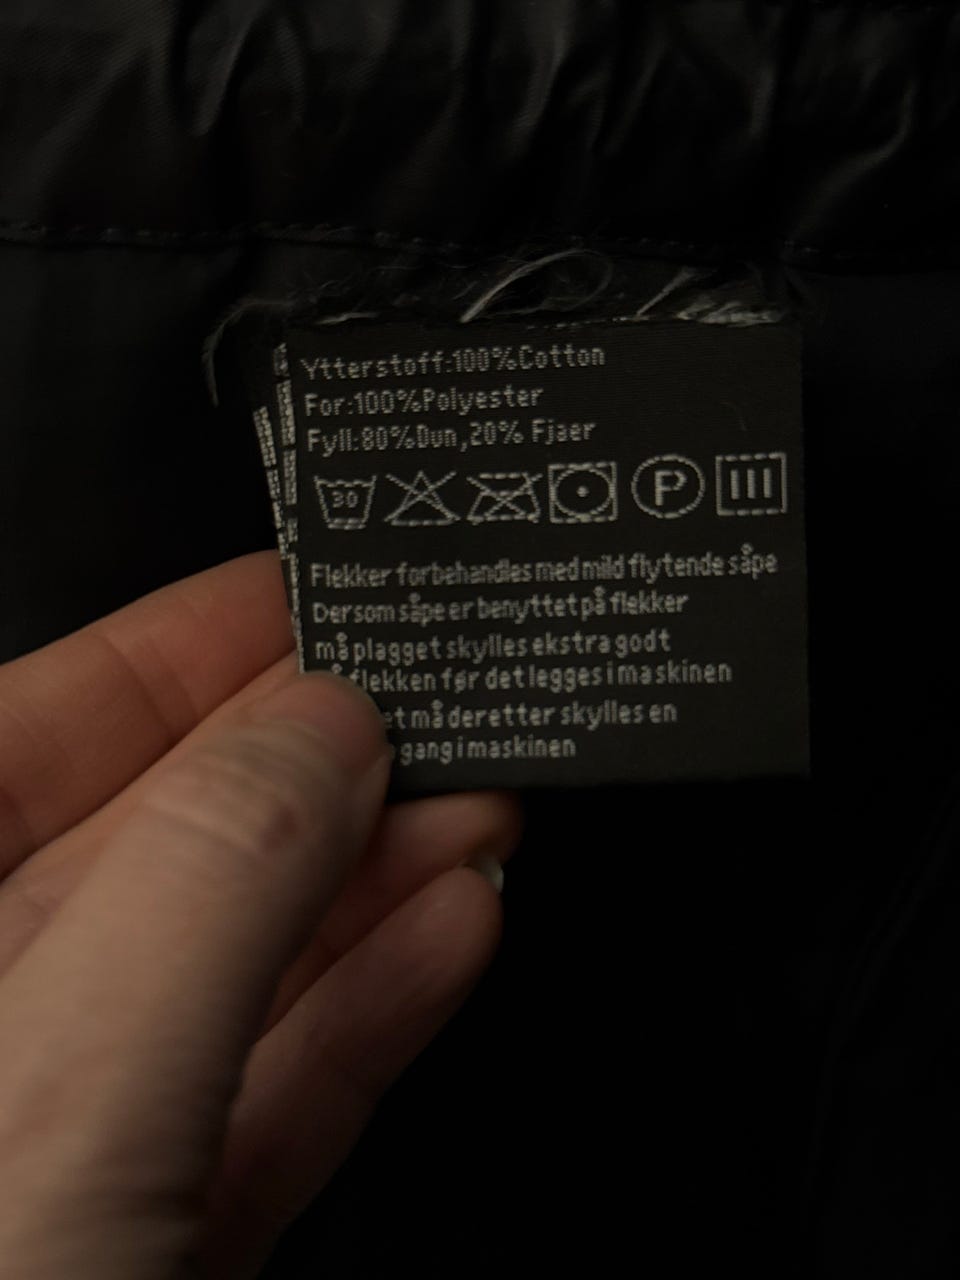 Ytterstoff:100%Cotton
For:100%Polyester
Fyll:80%Dun,20% Fjaer
30
P
Flekker forbehandles med mild flytende såpe
Dersom såpe er benyttet på flekker
må plagget skylles ekstra godt
flekken før det legges i maskinen
må deretter skylles en
gang i maskinen